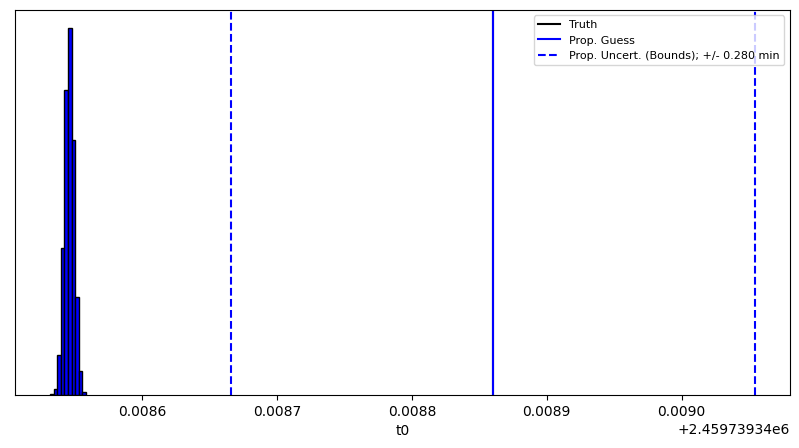 Truth
Prop. Guess
Prop. Uncert. (Bounds); +/- 0.280 min
0.0086 0.0087 0.0088 0.0089 0.0090
t0
+2.45973934e6